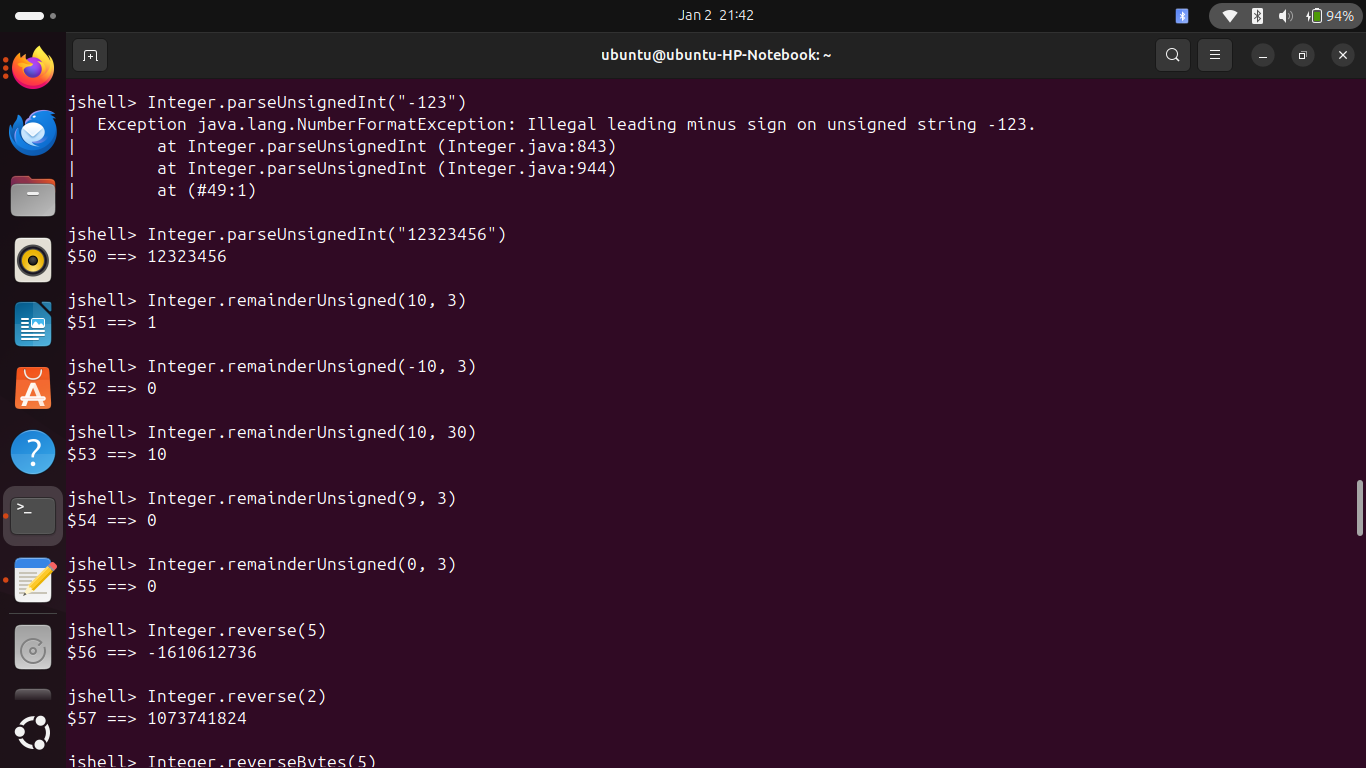 Jan 2 21:42
94%
ubuntu@ubuntu-HP-Notebook: ~
jshell> Integer.parseUnsignedInt("-123")
|  Exception java.lang.NumberFormatException: Illegal leading minus sign on unsigned string -123.
|        at Integer.parseUnsignedInt (Integer.java:843)
|        at Integer.parseUnsignedInt (Integer.java:944)
|        at (#49:1)
jshell> Integer.parseUnsignedInt("12323456")
$50 ==> 12323456
jshell> Integer.remainderUnsigned(10, 3)
$51 ==> 1
jshell> Integer.remainderUnsigned(-10, 3)
$52 ==> 0
jshell> Integer.remainderUnsigned(10, 30)
$53 ==> 10
jshell> Integer.remainderUnsigned(9, 3)
$54 ==> 0
jshell> Integer.remainderUnsigned(0, 3)
$55 ==> 0
jshell> Integer.reverse(5)
$56 ==> -1610612736
jshell> Integer.reverse(2)
$57 ==> 1073741824
jshell> Integer.reverseBytes(5)